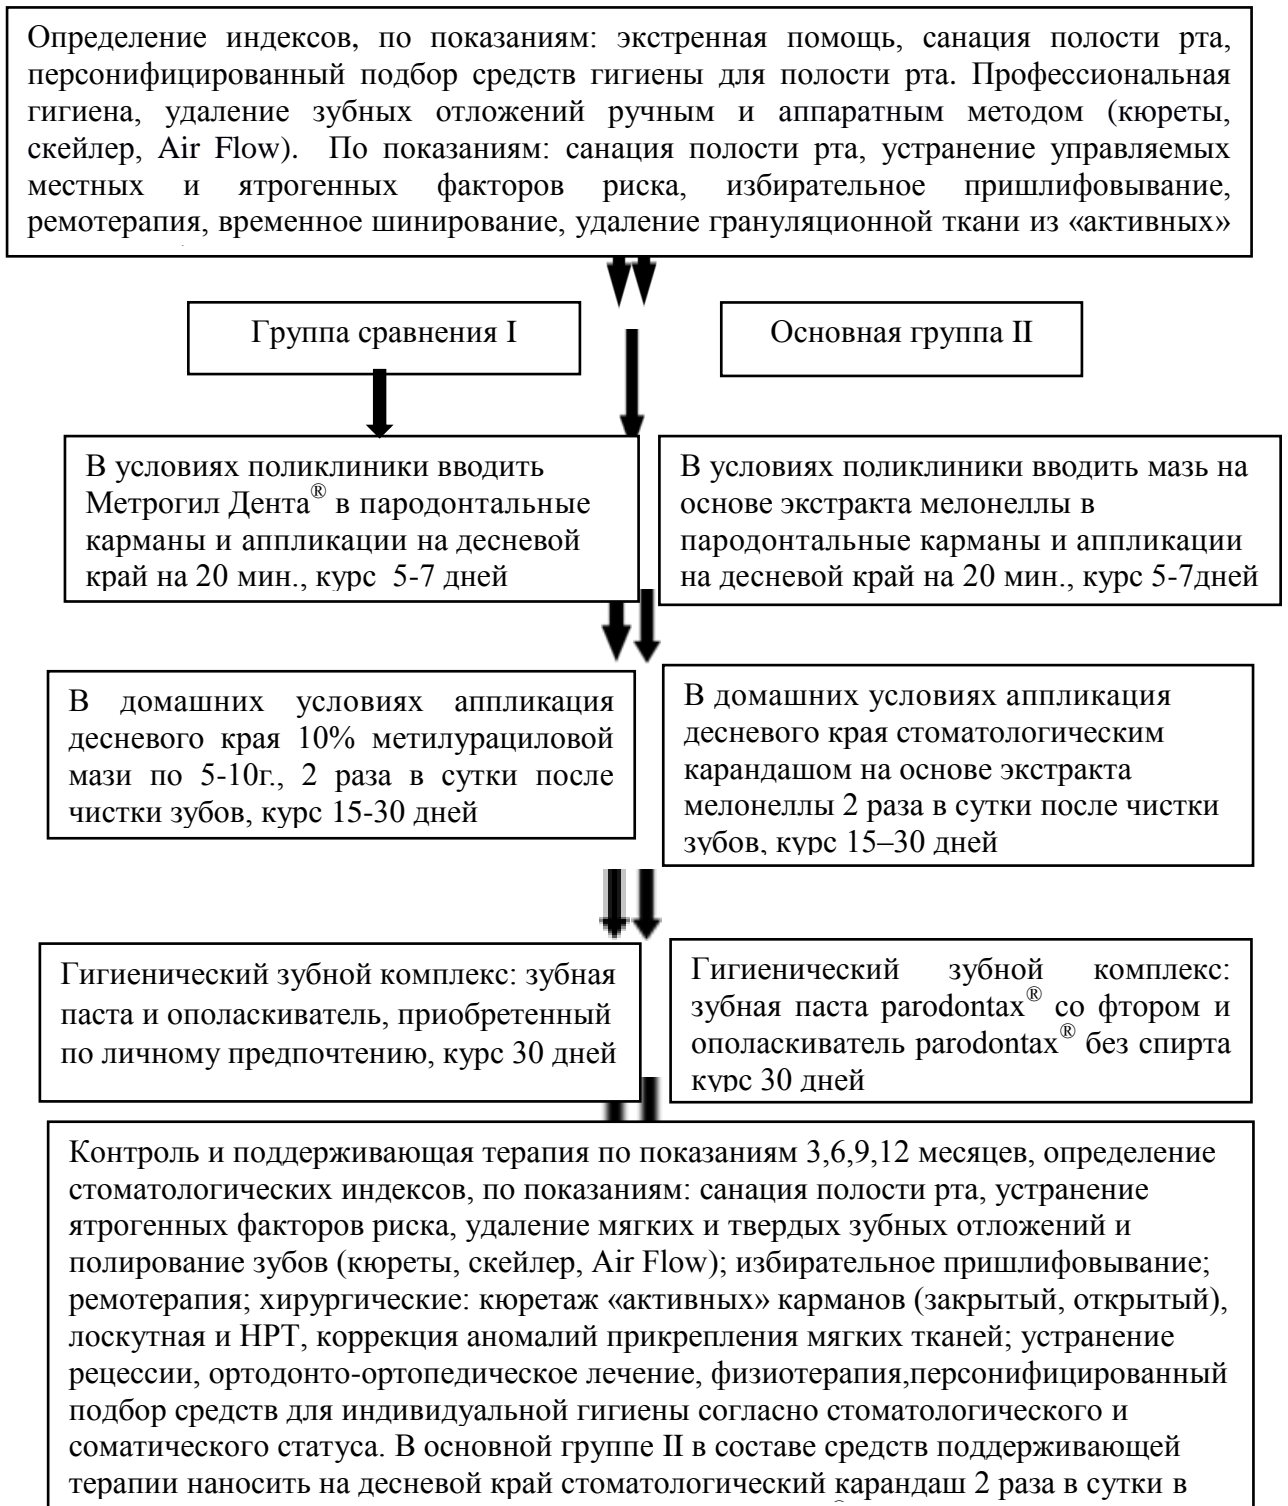 Определение индексов, по показаниям: экстренная помощь, санация полости рта,
персонифицированный подбор средств гигиены для полости рта. Профессиональная
гигиена, удаление зубных отложений ручным и аппаратным методом (кюреты,
скейлер, Air Flow). По показаниям: санация полости рта, устранение управляемых
местных и ятрогенных факторов риска, избирательное пришлифовывание,
ремотерапия, временное шинирование, удаление грануляционной ткани из «активных»
Группа сравнения I
Основная группа II
В условиях поликлиники вводить
Метрогил Дента® в пародонтальные
карманы и аппликации на десневой
край на 20 мин., курс 5-7 дней
В условиях поликлиники вводить мазь на
основе экстракта мелонеллы в
пародонтальные карманы и аппликации
на десневой край на 20 мин., курс 5-7дней
В домашних условиях аппликация
десневого края 10% метилурациловой
мази по 5-10г., 2 раза в сутки после
чистки зубов, курс 15-30 дней
В домашних условиях аппликация
десневого края стоматологическим
карандашом на основе экстракта
мелонеллы 2 раза в сутки после чистки
зубов, курс 15–30 дней
Гигиенический зубной комплекс: зубная
паста и ополаскиватель, приобретенный
по личному предпочтению, курс 30 дней
Гигиенический зубной комплекс:
зубная паста parodontax® со фтором и
ополаскиватель parodontax® без спирта
курс 30 дней
Контроль и поддерживающая терапия по показаниям 3,6,9,12 месяцев, определение
стоматологических индексов, по показаниям: санация полости рта, устранение
ятрогенных факторов риска, удаление мягких и твердых зубных отложений и
полирование зубов (кюреты, скейлер, Air Flow); избирательное пришлифовывание;
ремотерапия; хирургические: кюретаж «активных» карманов (закрытый, открытый),
лоскутная и НРТ, коррекция аномалий прикрепления мягких тканей; устранение
рецессии, ортодонто-ортопедическое лечение, физиотерапия,персонифицированный
подбор средств для индивидуальной гигиены согласно стоматологического и
соматического статуса. В основной группе II в составе средств поддерживающей
терапии наносить на десневой край стоматологический карандаш 2 раза в сутки в